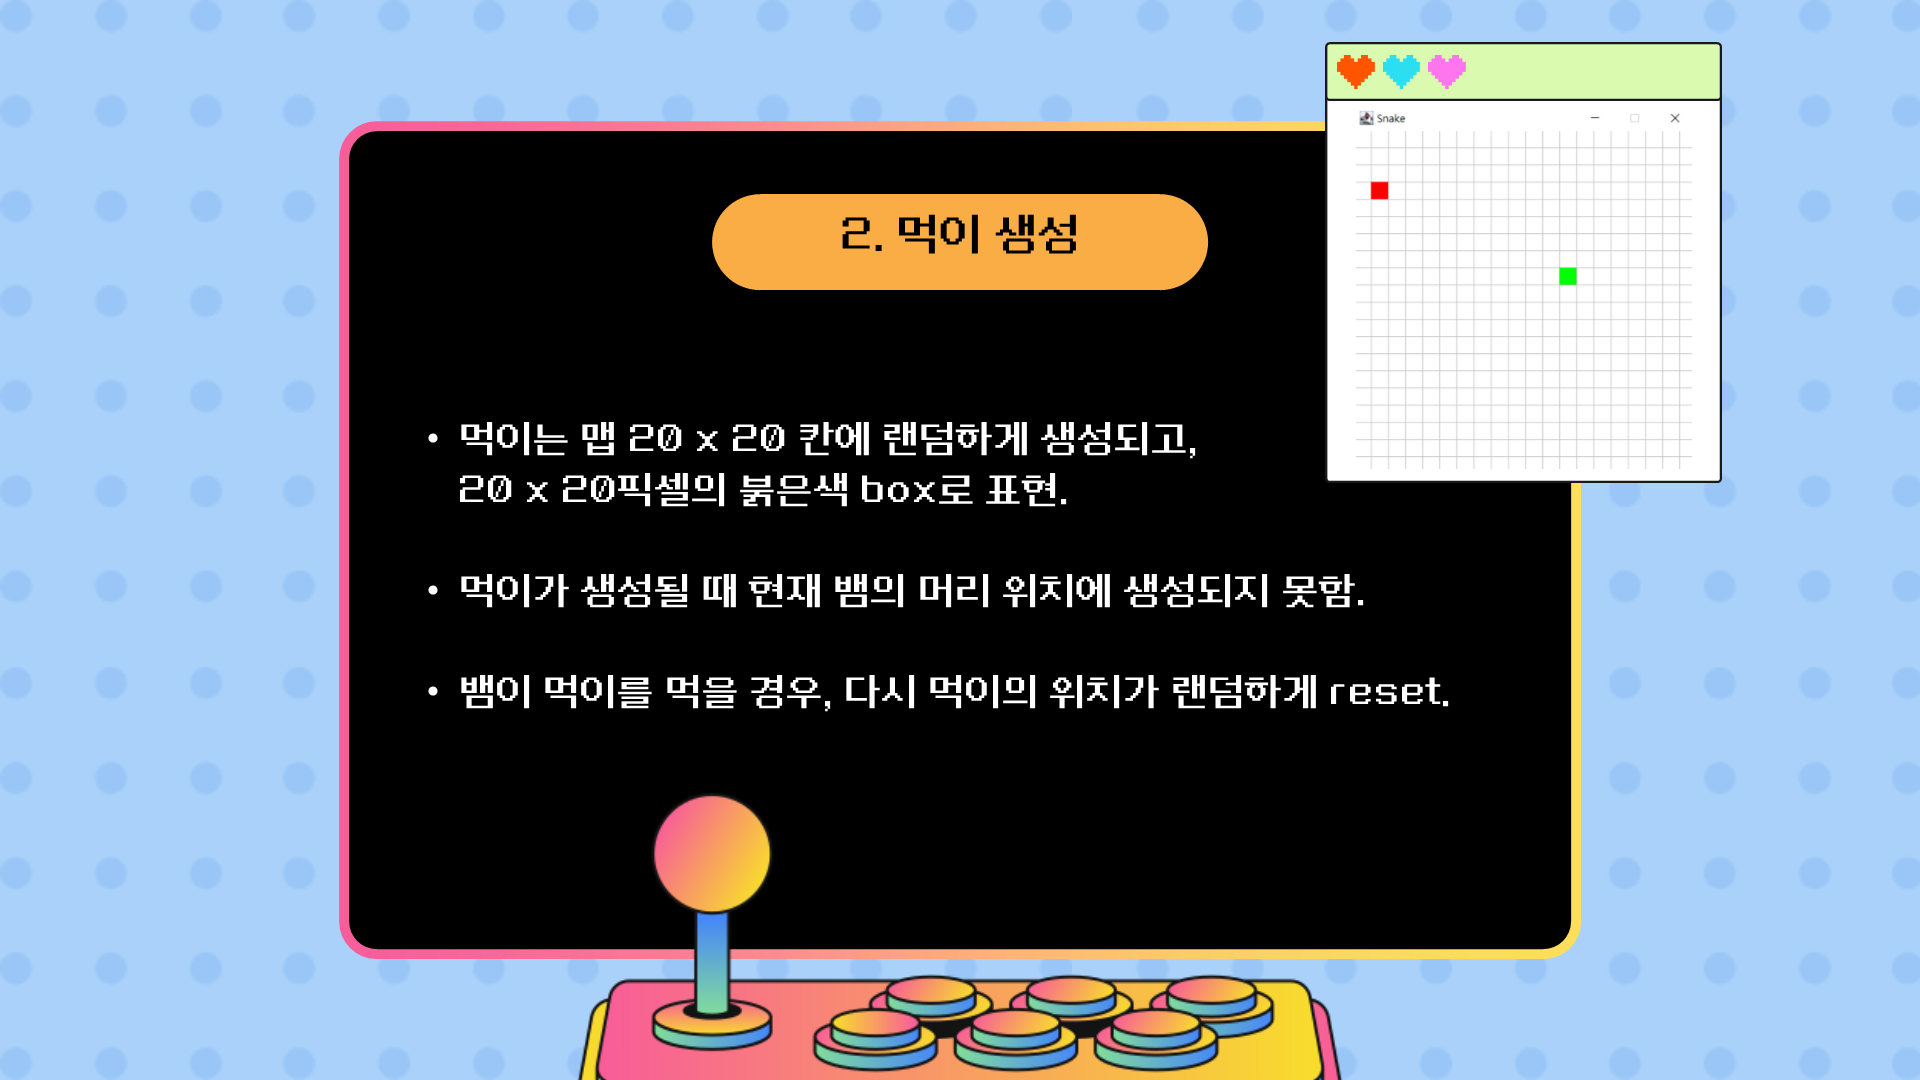 Snake
2. 먹이 생성
• 먹이는 맵 20 x 20 칸에 랜덤하게 생성되고,
20 x 20픽셀의 붉은색 box로 표현.
• 먹이가 생성될 때 현재 뱀의 머리 위치에 생성되지 못함.
• 뱀이 먹이를 먹을 경우, 다시 먹이의 위치가 랜덤하게 reset.